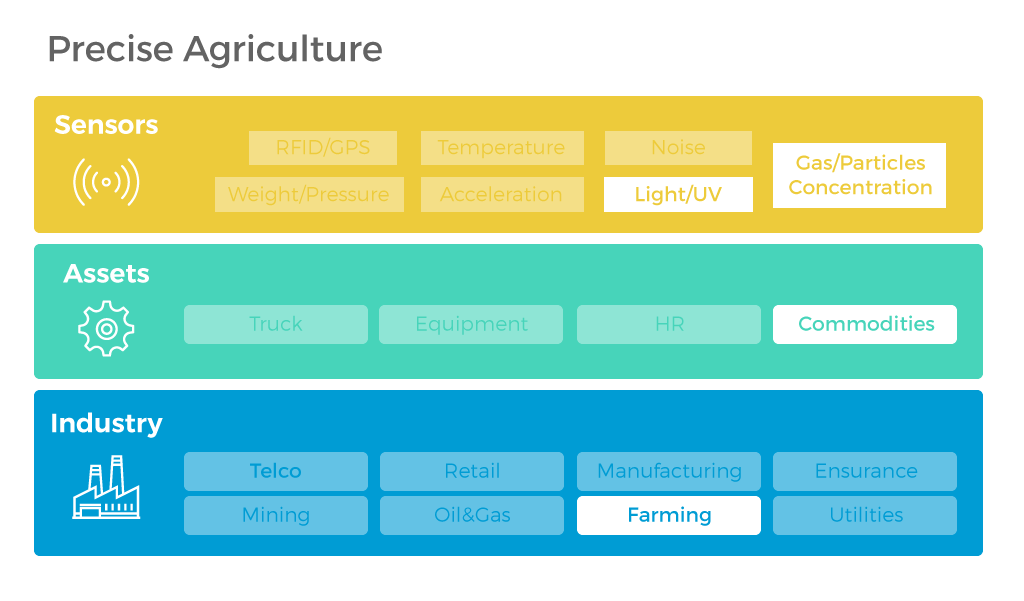 Precise Agriculture
Sensors
RFID/GPS
Temperature
Noise
Gas/Particles
Concentration
Weight/Pressure
Acceleration
Light/UV
Assets
Truck
Equipment
HR
Commodities
Industry
Telco
Retail
Manufacturing
Ensurance
Mining
Oil&Gas
Farming
Utilities